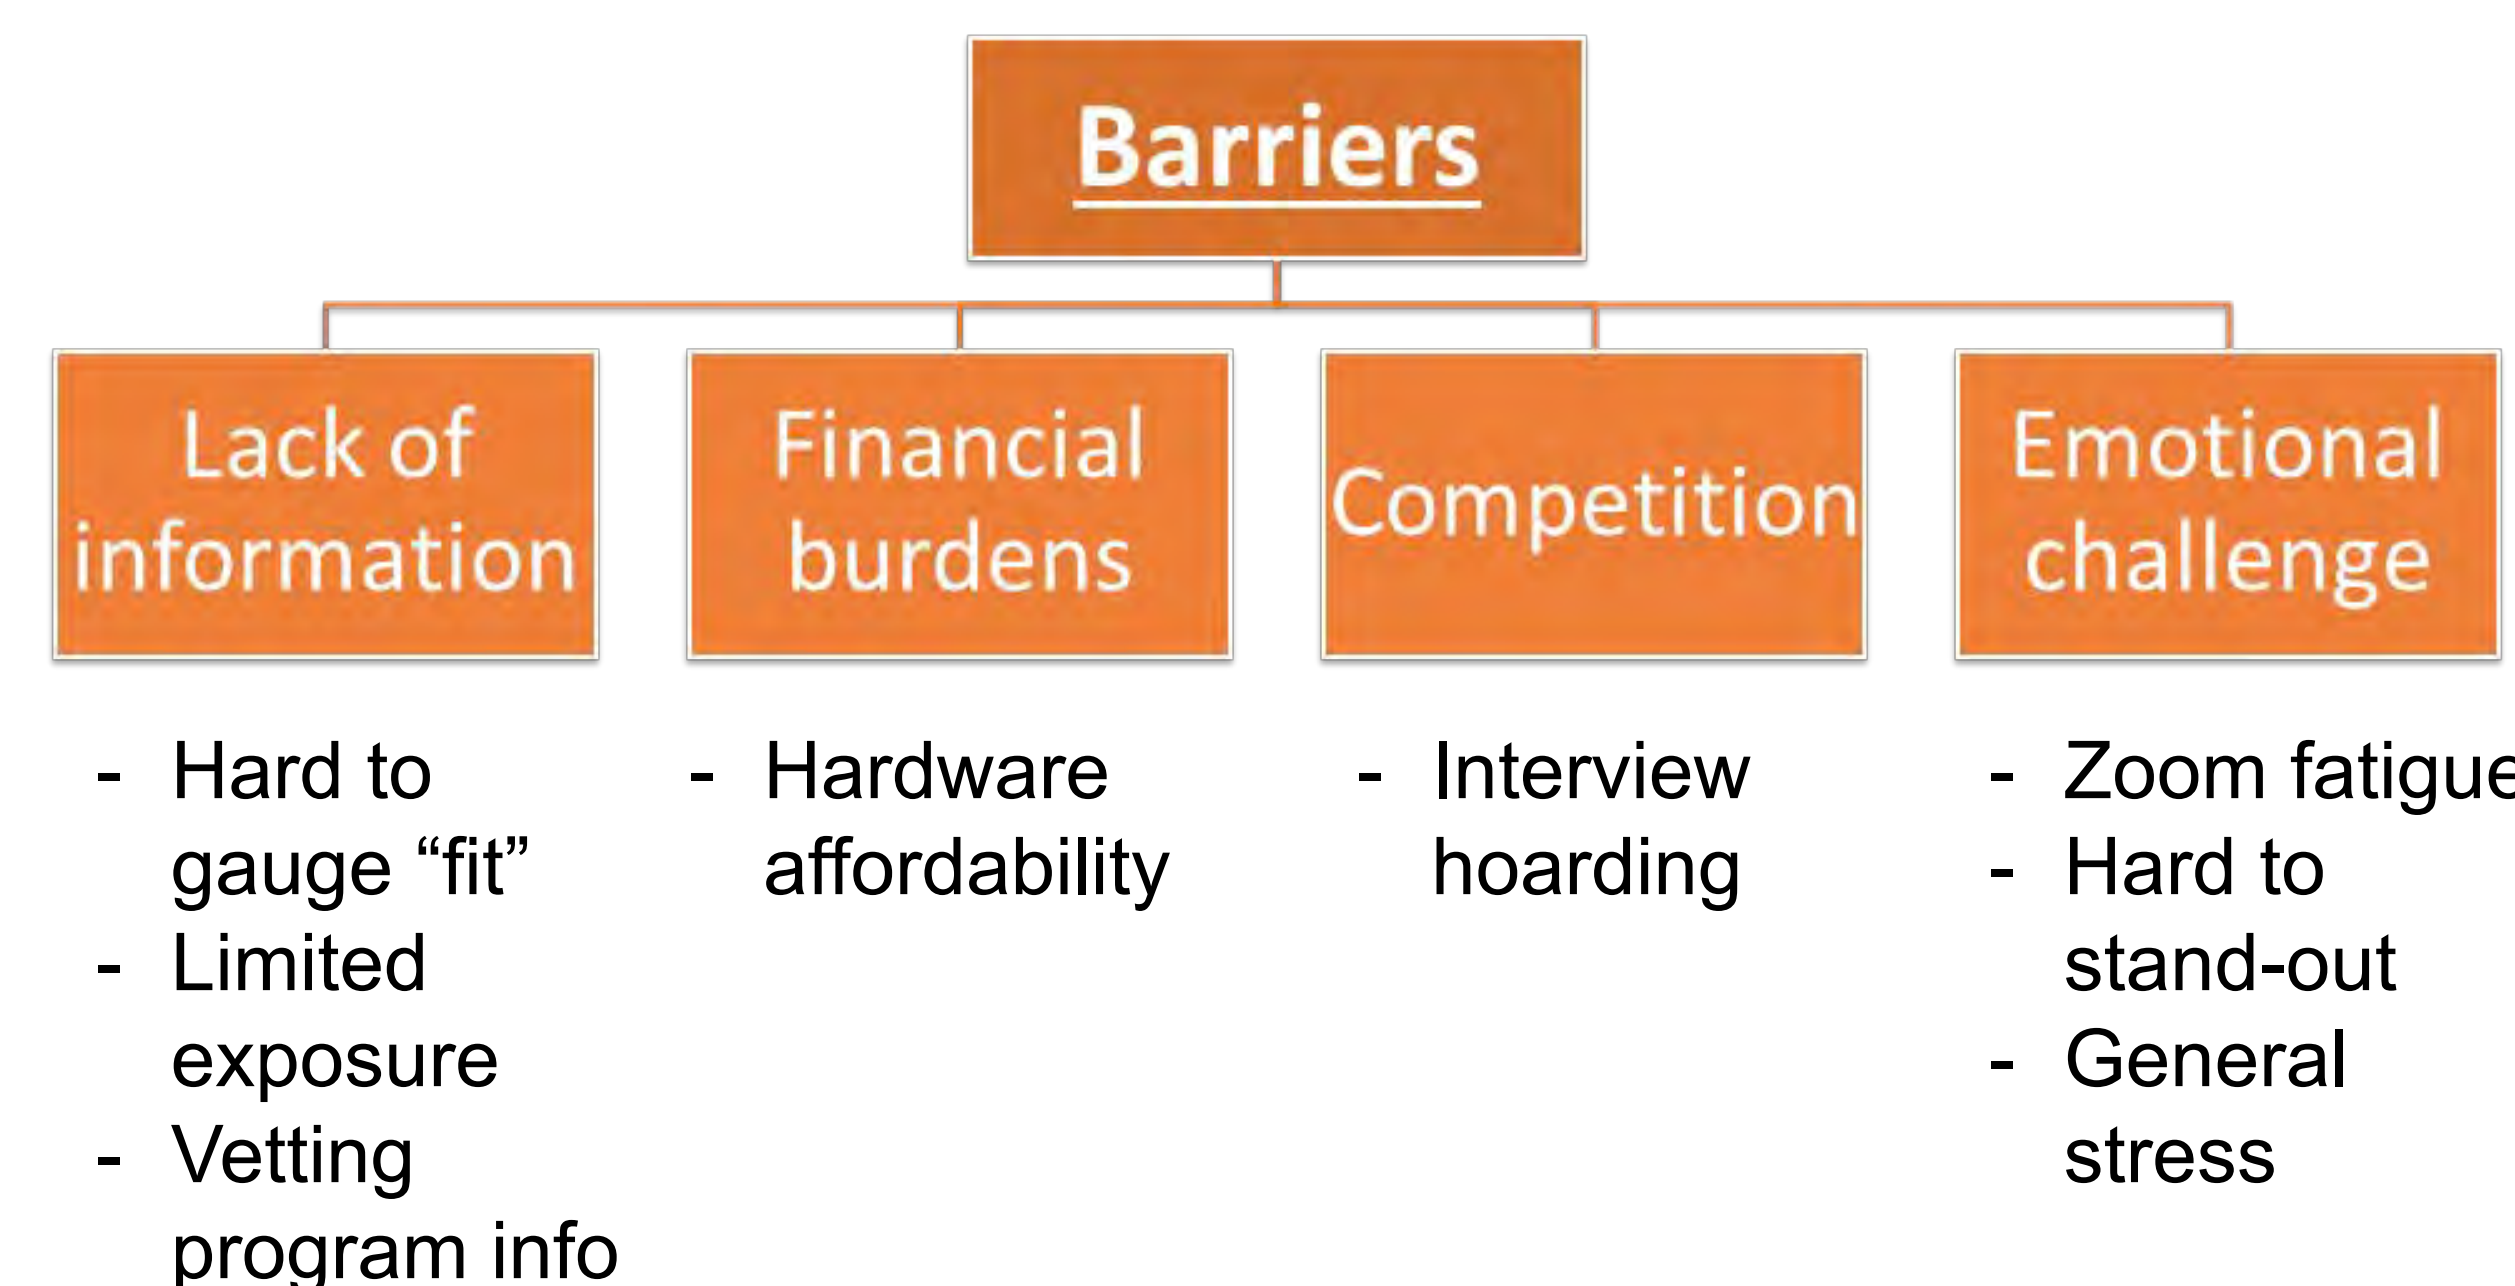 Barriers
Lack of
information
Financial
burdens
Competition
Emotional
challenge
- Hard to
gauge “fit”
- Limited
exposure
- Vetting
program info
- Hardware
affordability
- Interview
hoarding
- Zoom fatigue
- Hard to
stand-out
- General
stress